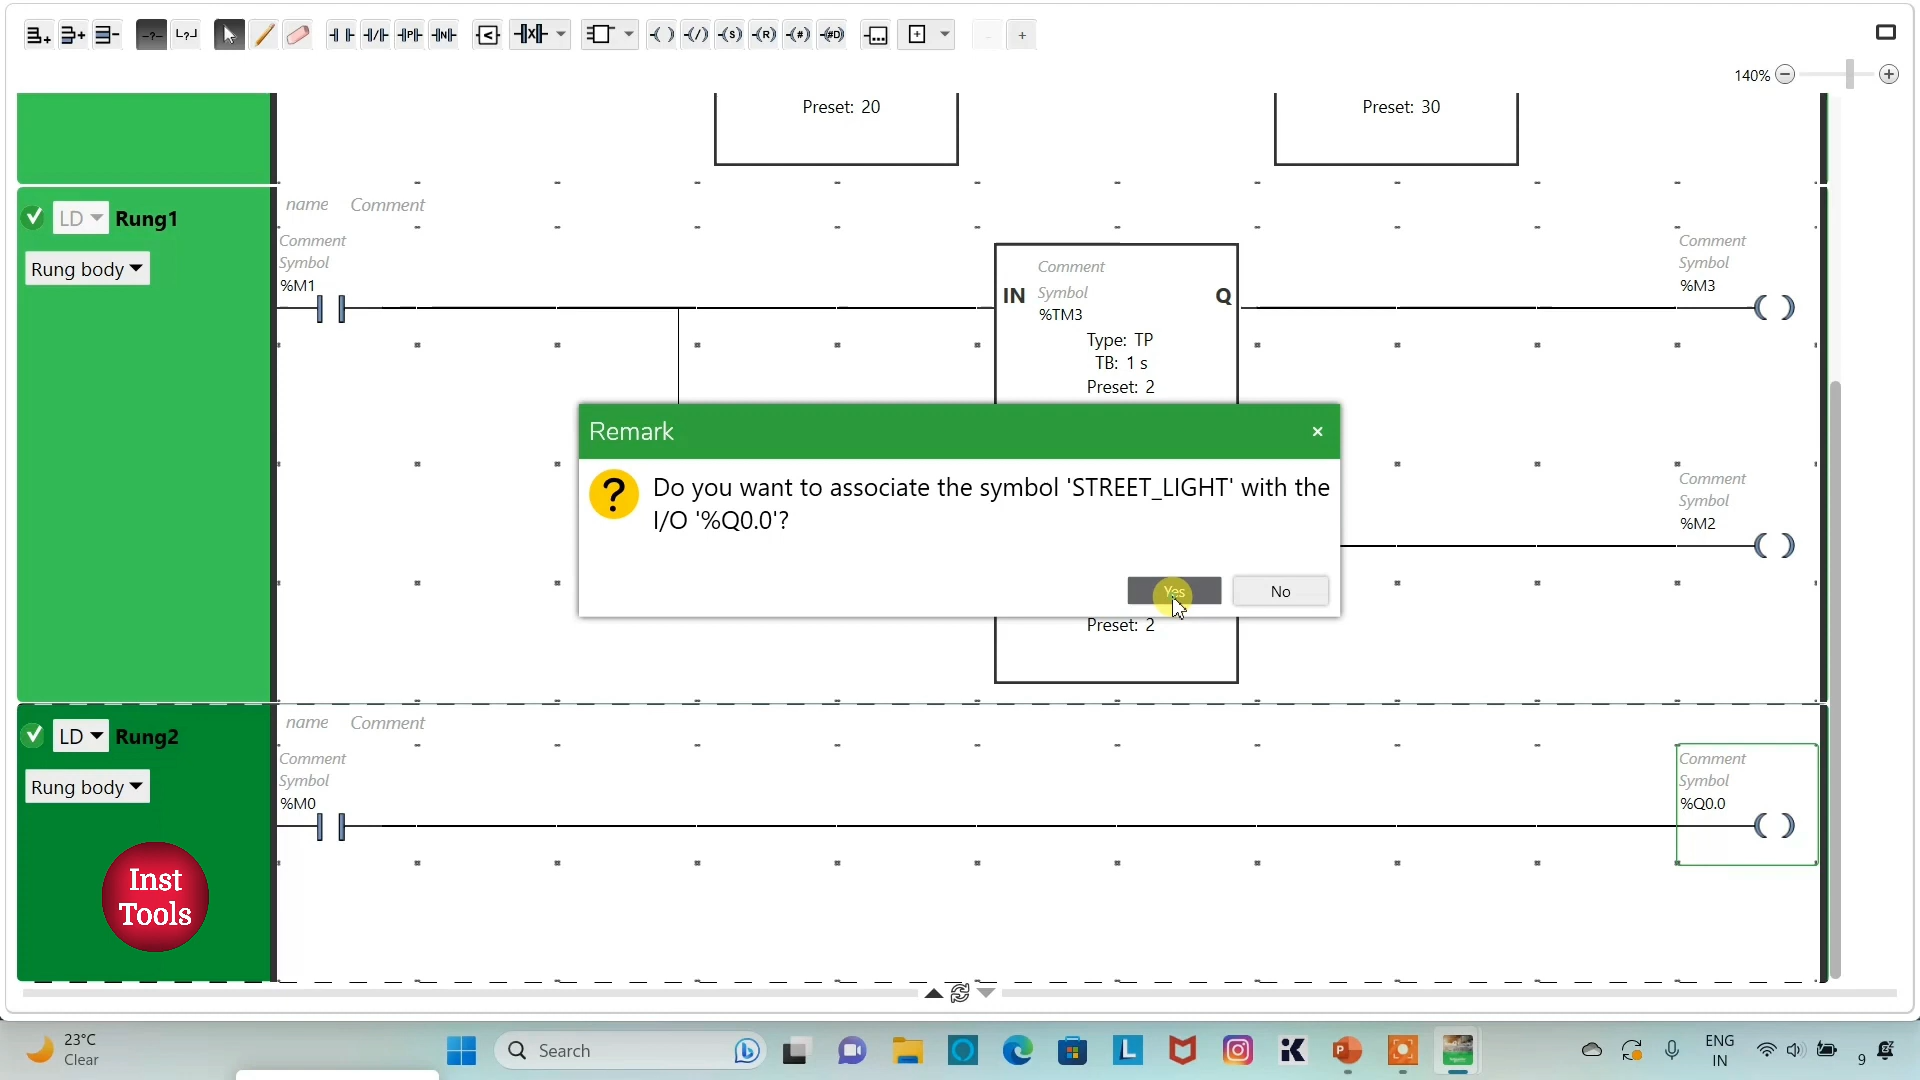 140%
Preset: 20
Preset: 30
LD Rung1
Rung body
name Comment
Comment
Symbol
%M1
Comment
IN Symbol Q
%TM3
Type: TP
TB: 1 s
Preset: 2
Comment
Symbol
%M3
Remark
Do you want to associate the symbol 'STREET_LIGHT' with the
I/O '%Q0.0'?
Yes No
Comment
Symbol
%M2
Preset: 2
LD Rung2
Rung body
name Comment
Comment
Symbol
%M0
Comment
Symbol
%Q0.0
Inst
Tools
23°C
Clear
Search
ENG
IN
9